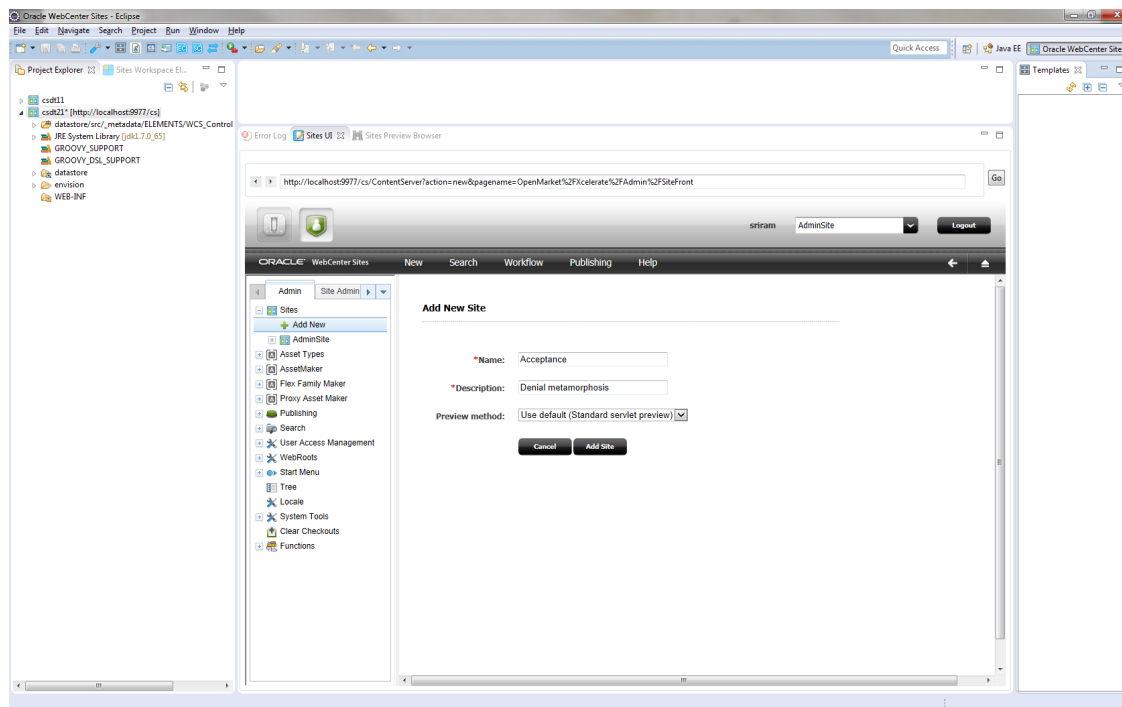 Oracle WebCenter Sites - Eclipse
File Edit Navigate Search Project Run Window Help
Quick Access
Java EE
Oracle WebCenter Site
Project Explorer
Sites Workspace El...
csdt11
csdt21* [http://localhost:9977/cs]
datastore/src/_metadata/ELEMENTS/WCS_Control
JRE System Library [jdk1.7.0_65]
GROOVY_SUPPORT
GROOVY_DSL_SUPPORT
datastore
envision
WEB-INF
Error Log
Sites UI
Sites Preview Browser
http://localhost:9977/cs/ContentServer?action=new&pagename=OpenMarket%2FXcelerate%2FAdmin%2FSiteFront
Go
sriram
AdminSite
Logout
ORACLE WebCenter Sites
New Search Workflow Publishing Help
Admin
Site Admin
Sites
Add New
AdminSite
Asset Types
AssetMaker
Flex Family Maker
Proxy Asset Maker
Publishing
Search
User Access Management
WebRoots
Start Menu
Tree
Locale
System Tools
Clear Checkouts
Functions
Add New Site
*Name: Acceptance
*Description: Denial metamorphosis
Preview method: Use default (Standard servlet preview)
Cancel
Add Site
Templates